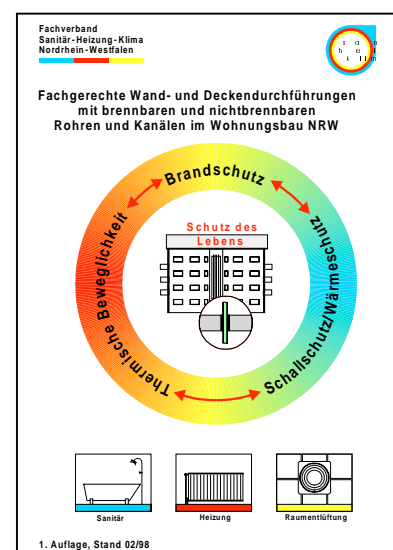 Fachverband
Sanitär-Heizung-Klima
Nordrhein-Westfalen
s a n
h e i
k l i m
Fachgerechte Wand- und Deckendurchführungen
mit brennbaren und nichtbrennbaren
Rohren und Kanälen im Wohnungsbau NRW
Brandschutz
Thermische Beweglichkeit
Schallschutz/Wärmeschutz
Schutz des
Lebens
Sanitär
Heizung
Raumentlüftung
1. Auflage, Stand 02/98